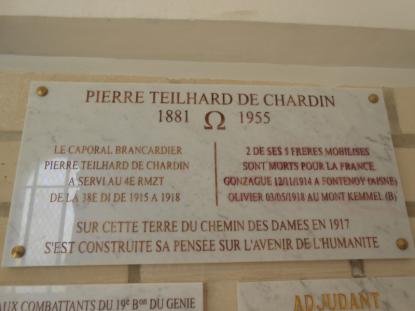 PIERRE TEILHARD DE CHARDIN
1881 Ω 1955
LE CAPORAL BRANCARDIER
PIERRE TEILHARD DE CHARDIN
A SERVI AU 4E RMZT
DE LA 38E DI DE 1915 A 1918
2 DE SES 5 FRERES MOBILISES
SONT MORTS POUR LA FRANCE
GONZAGUE 12/11/1914 A FONTENOY (AISNE)
OLIVIER 03/05/1918 AU MONT KEMMEL (B)
SUR CETTE TERRE DU CHEMIN DES DAMES EN 1917
S'EST CONSTRUITE SA PENSEE SUR L'AVENIR DE L'HUMANITE
AUX COMBATTANTS DU 19e Bon DU GENIE
ADJUDANT